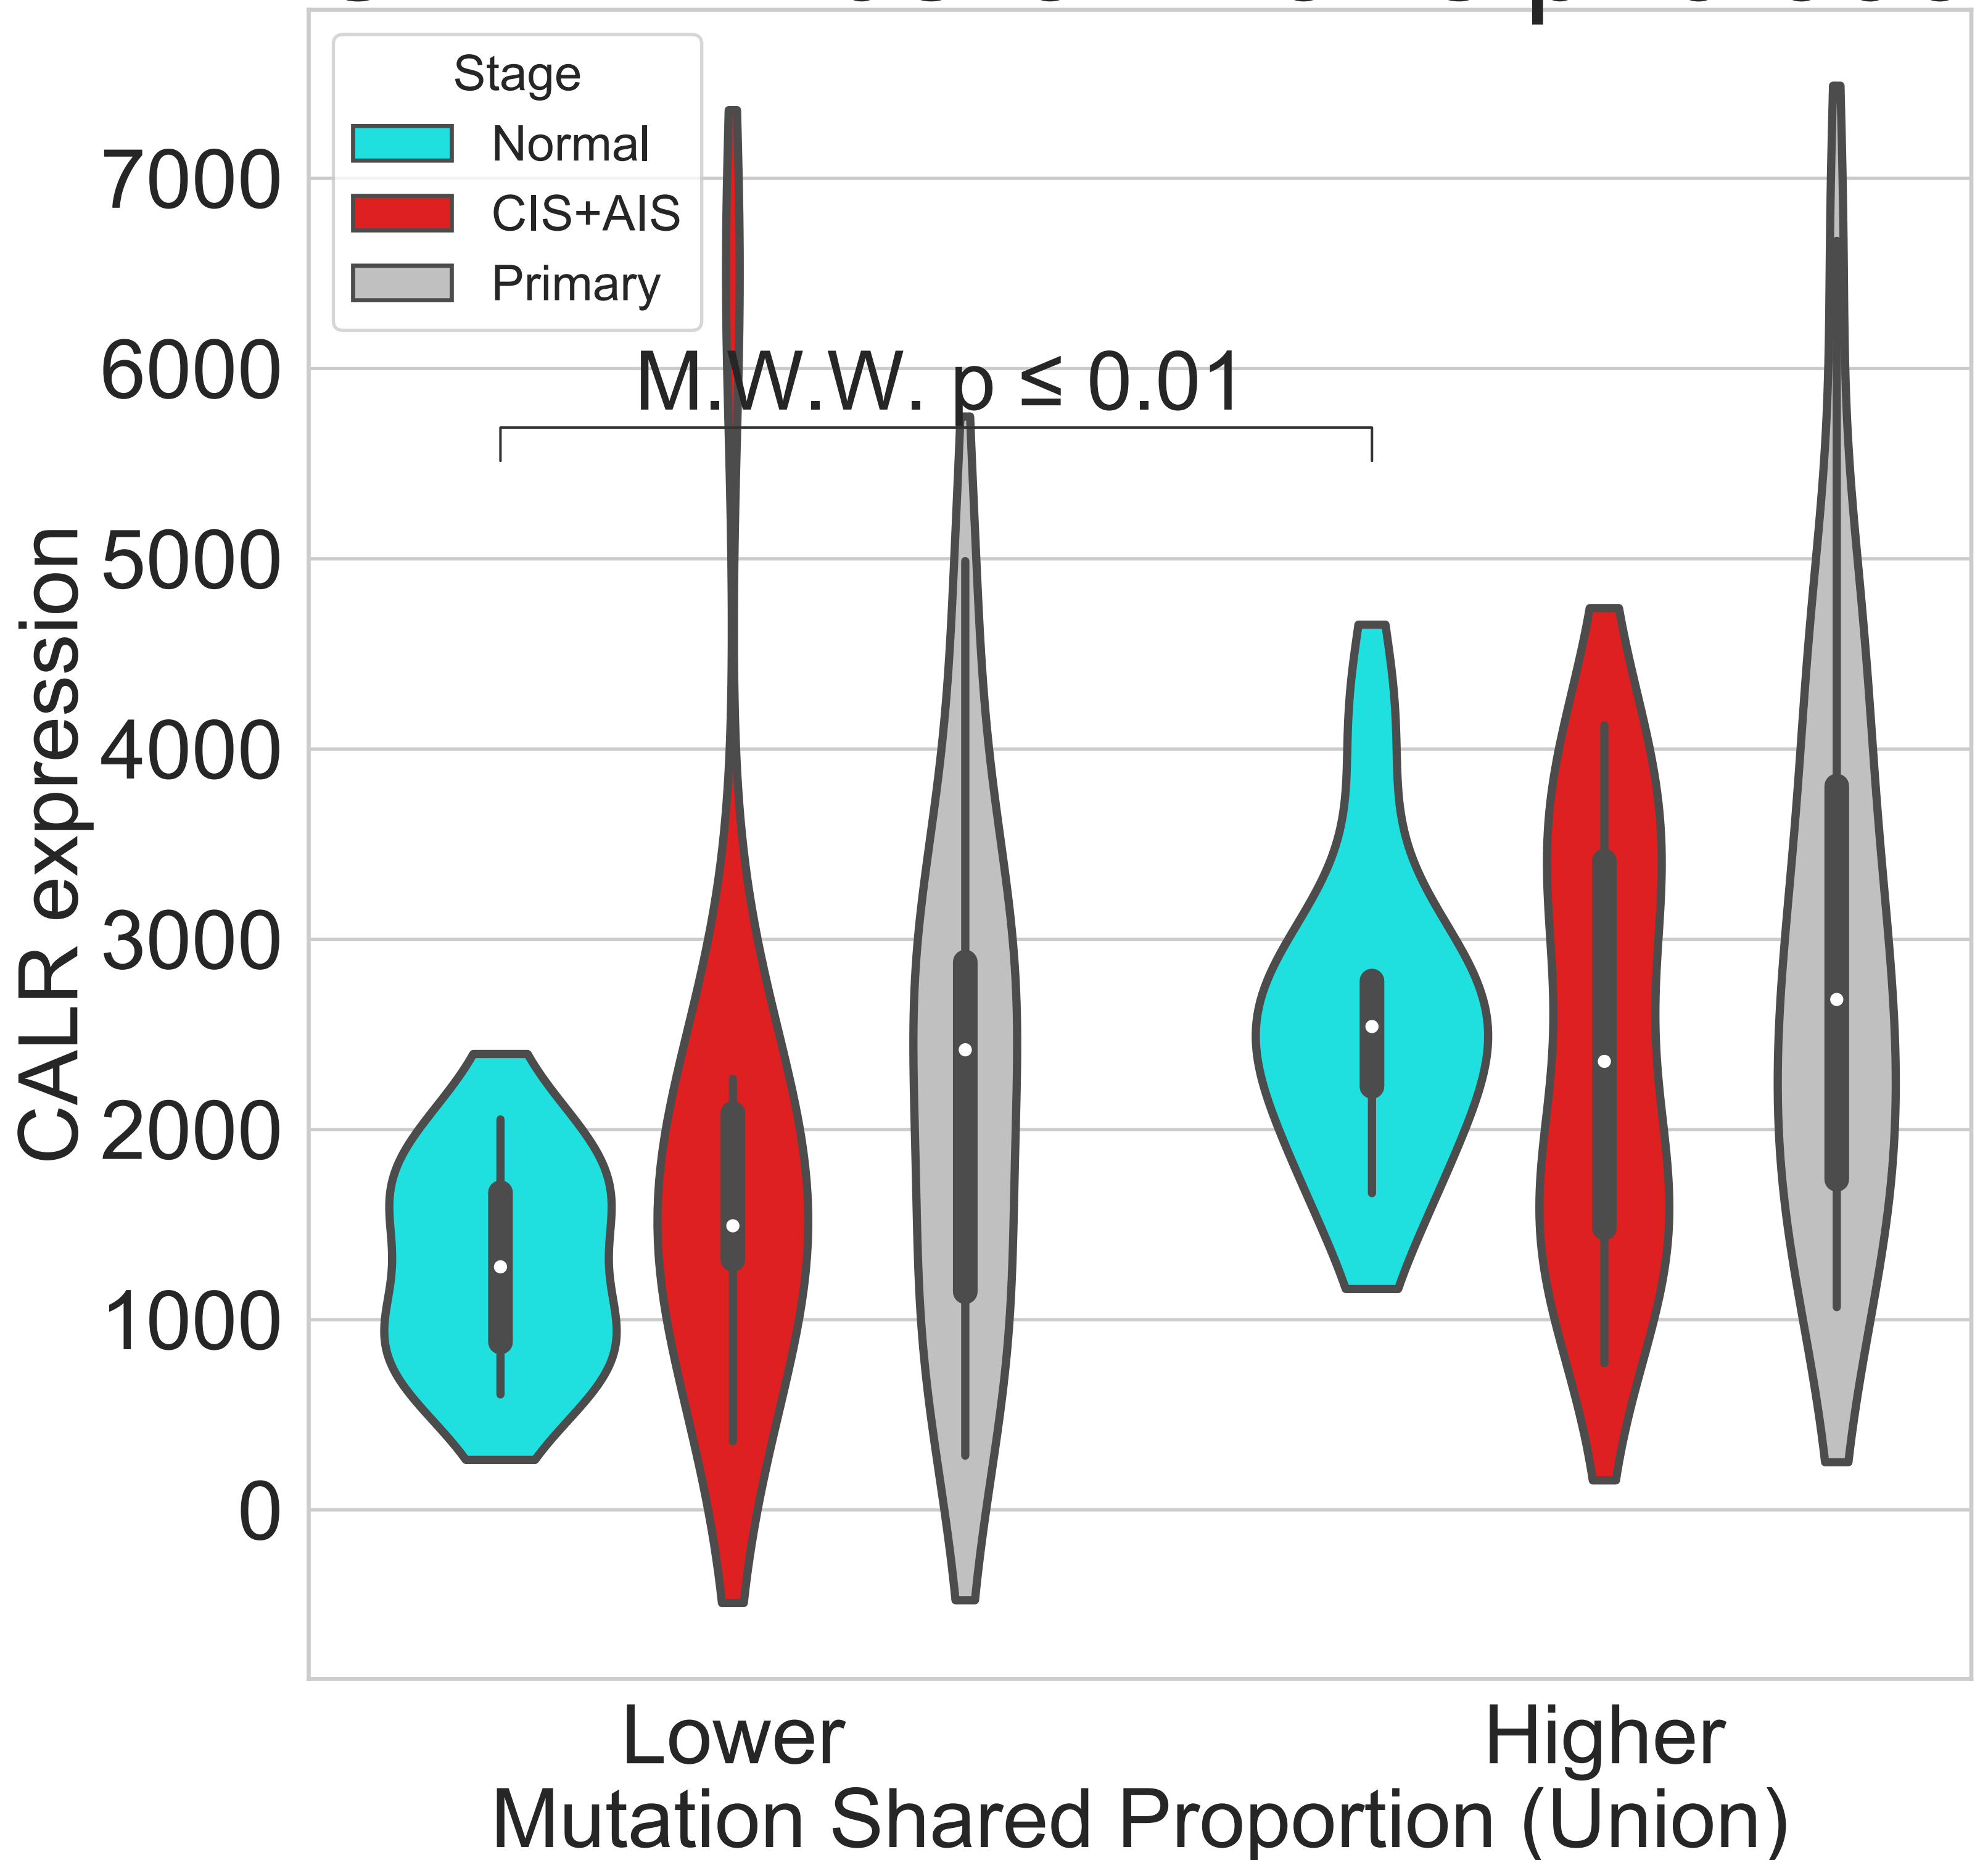 Stage
Normal
CIS+AIS
Primary
M.W.W. p ≤ 0.01
7000
6000
5000
4000
3000
2000
1000
0
CALR expression
Lower
Higher
Mutation Shared Proportion (Union)